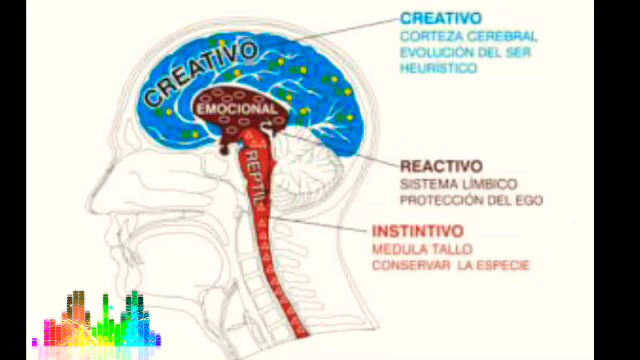 CREATIVO
CORTEZA CEREBRAL
EVOLUCIÓN DEL SER
HEURÍSTICO
CREATIVO
EMOCIONAL
REPTIL
REACTIVO
SISTEMA LÍMBICO
PROTECCIÓN DEL EGO
INSTINTIVO
MEDULA TALLO
CONSERVAR LA ESPECIE